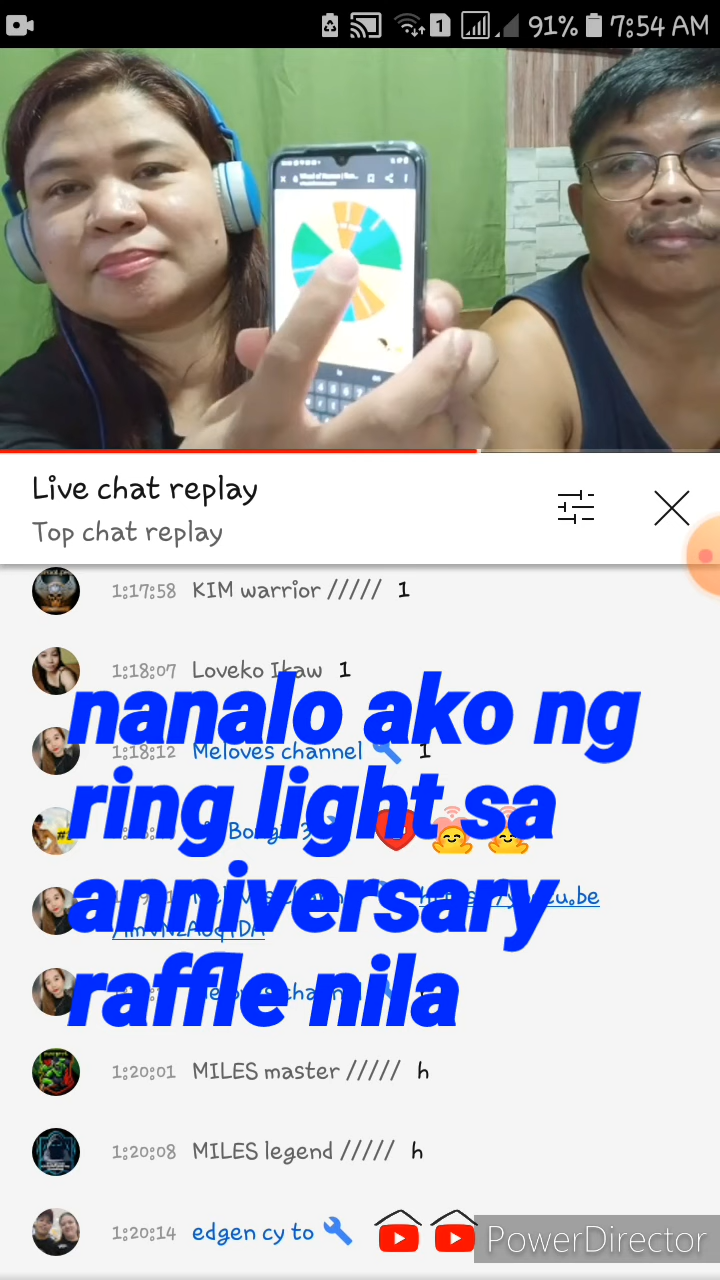 1 91% 7:54 AM
Live chat replay
Top chat replay
1:17:58 KIM warrior ///// 1
1:18:07 Loveko Ikaw 1
1:18:12 Meloves channel 1
nanalo ako ng
ring light sa
anniversary
raffle nila
1:20:01 MILES master ///// h
1:20:08 MILES legend ///// h
1:20:14 edgen cy to
PowerDirector